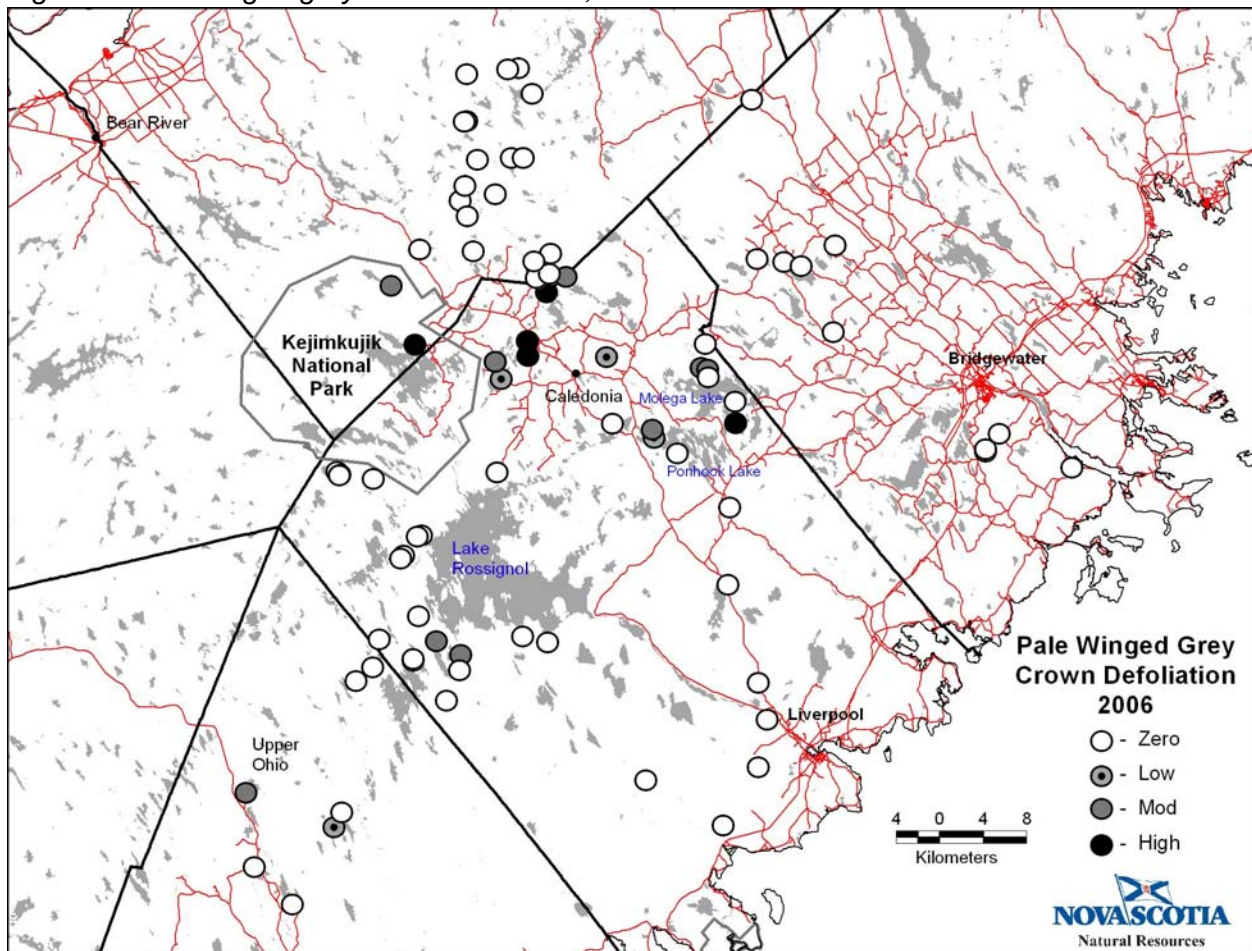 Bear River
Kejimkujik
National
Park
Caledonia
Molega Lake
Bridgewater
Ponhook Lake
Lake
Rossignol
Upper
Ohio
Liverpool
Pale Winged Grey
Crown Defoliation
2006
- Zero
- Low
- Mod
- High
4 0 4 8
Kilometers
NOVA SCOTIA
Natural Resources